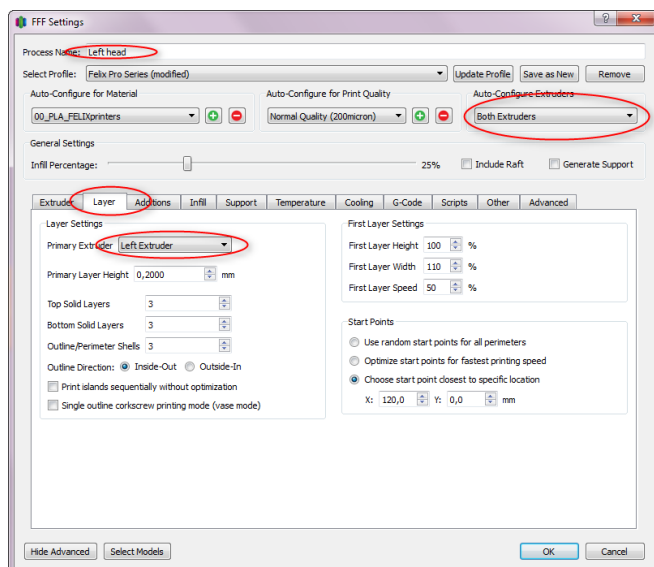 FFF Settings
Process Name: Left head
Select Profile: Felix Pro Series (modified) Update Profile Save as New Remove
Auto-Configure for Material Auto-Configure for Print Quality Auto-Configure Extruders
00_PLA_FELIXprinters Normal Quality (200micron) Both Extruders
General Settings
Infill Percentage: 25% Include Raft Generate Support
Extruder Layer Additions Infill Support Temperature Cooling G-Code Scripts Other Advanced
Layer Settings
Primary Extruder Left Extruder
Primary Layer Height 0,2000 mm
Top Solid Layers 3
Bottom Solid Layers 3
Outline/Perimeter Shells 3
Outline Direction: Inside-Out Outside-In
Print islands sequentially without optimization
Single outline corkscrew printing mode (vase mode)
First Layer Settings
First Layer Height 100 %
First Layer Width 110 %
First Layer Speed 50 %
Start Points
Use random start points for all perimeters
Optimize start points for fastest printing speed
Choose start point closest to specific location
X: 120,0 Y: 0,0 mm
Hide Advanced Select Models OK Cancel